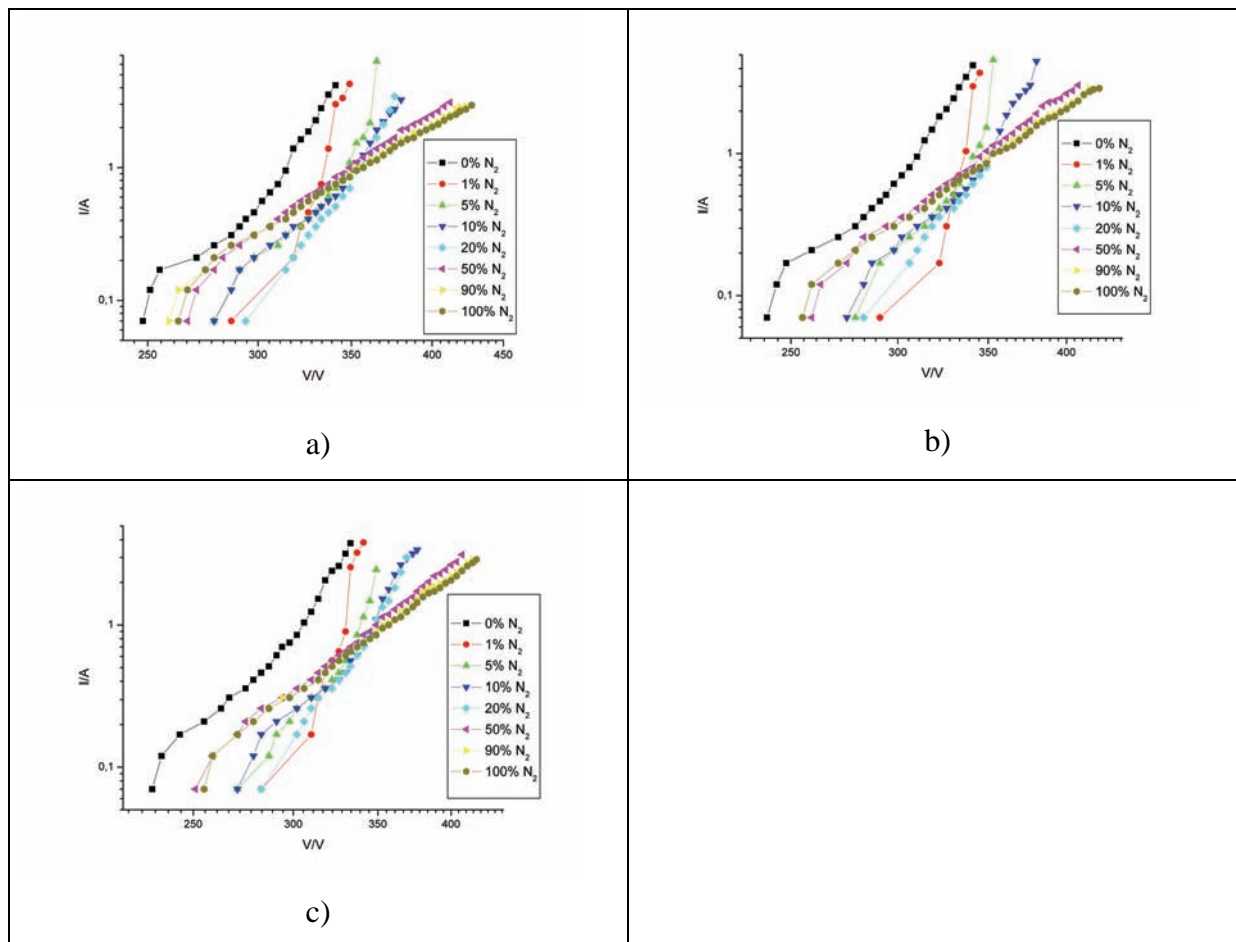 I/A
1
0,1
250
300
350
400
450
V/V
0% N₂
1% N₂
5% N₂
10% N₂
20% N₂
50% N₂
90% N₂
100% N₂
a)
I/A
1
0,1
250
300
350
400
V/V
0% N₂
1% N₂
5% N₂
10% N₂
20% N₂
50% N₂
90% N₂
100% N₂
b)
I/A
1
0,1
250
300
350
400
V/V
0% N₂
1% N₂
5% N₂
10% N₂
20% N₂
50% N₂
90% N₂
100% N₂
c)